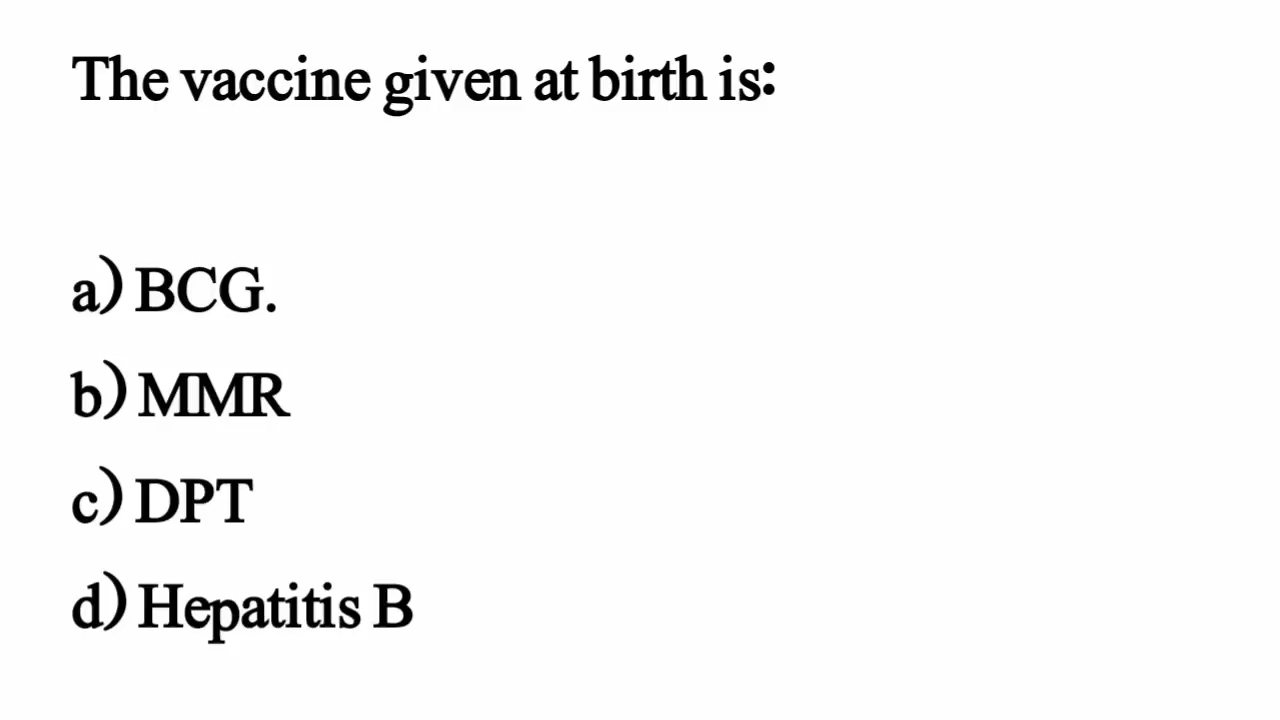 The vaccine given at birth is:
a) BCG.
b) MMR
c) DPT
d) Hepatitis B